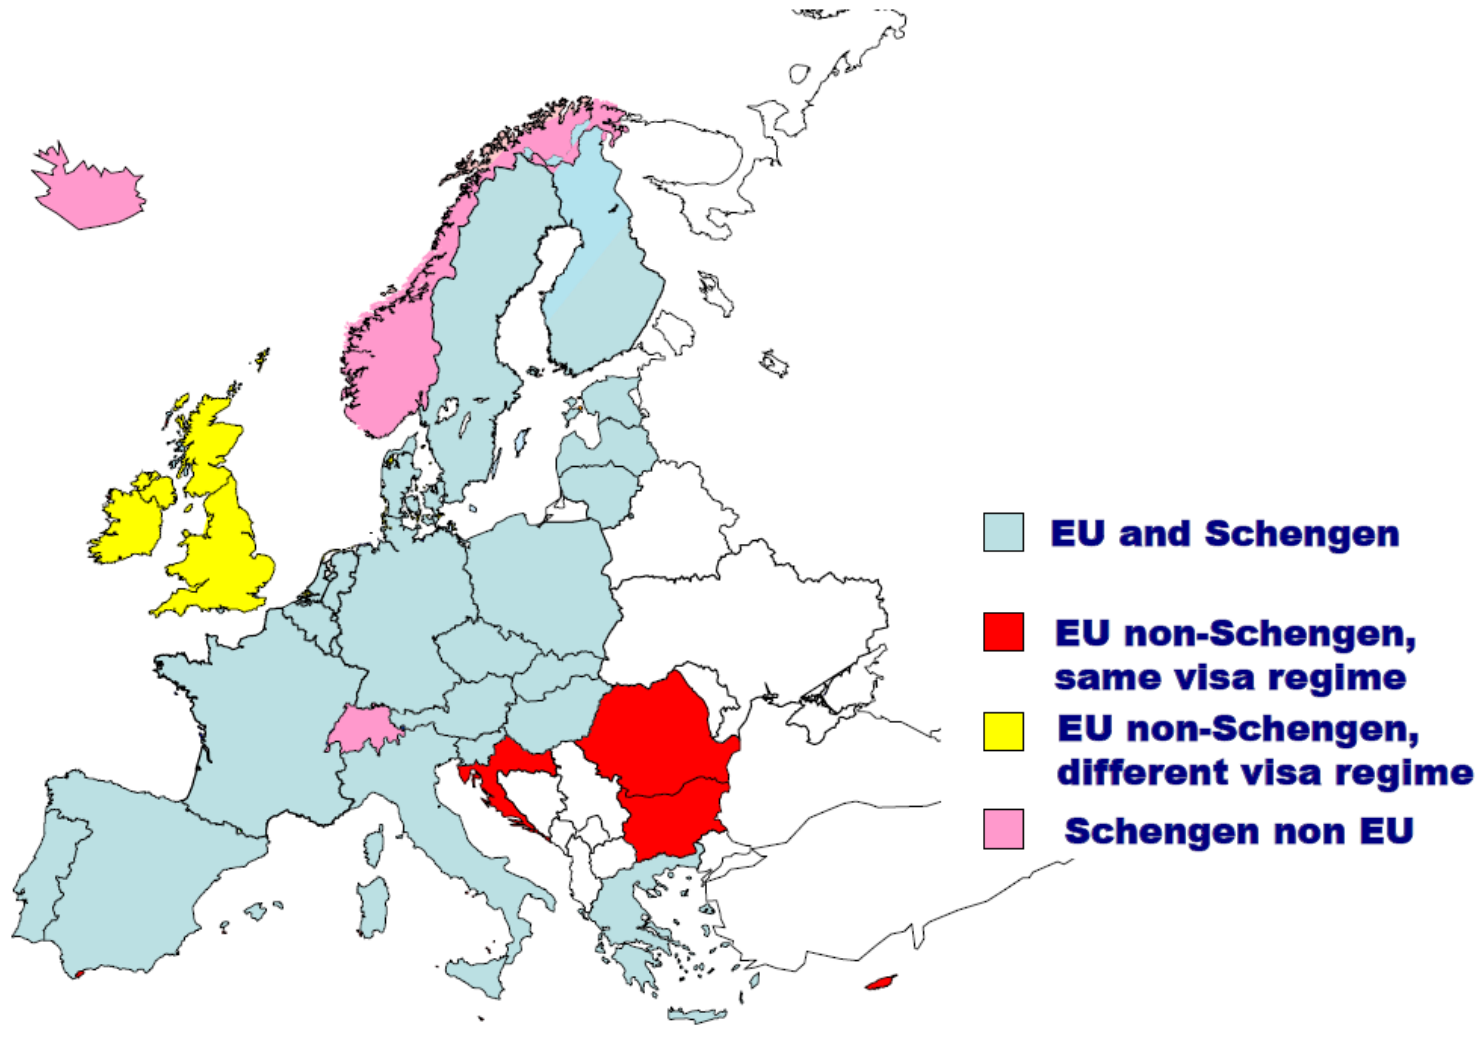 EU and Schengen
EU non-Schengen,
same visa regime
EU non-Schengen,
different visa regime
Schengen non EU